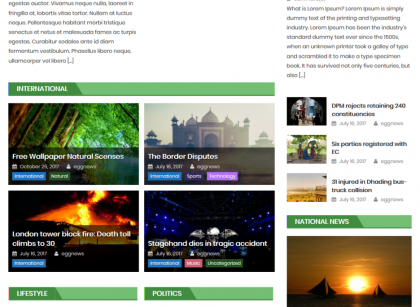 egestas auctor. Vivamus neque nulla, laoreet in
fringilla at, lobortis vitae tortor. Nullam at luctus
neque. Pellentesque habitant morbi tristique
senectus et netus et malesuada fames ac turpis
egestas. Curabitur sodales ante id diam
fermentum vestibulum. Phasellus libero neque,
ullamcorper vel libero [...]
INTERNATIONAL
Free Wallpaper Natural Scenses
October 26, 2017 eggnews
International Natural
The Border Disputes
July 16, 2017 eggnews
International Sports Technology
London tower block fire: Death toll
climbs to 30
July 16, 2017 eggnews
International
Stagehand dies in tragic accident
July 16, 2017 eggnews
International Music Uncategorized
LIFESTYLE
POLITICS
What is Lorem Ipsum? Lorem Ipsum is simply
dummy text of the printing and typesetting
industry. Lorem Ipsum has been the industry's
standard dummy text ever since the 1500s,
when an unknown printer took a galley of type
and scrambled it to make a type specimen
book. It has survived not only five centuries, but
also [...]
DPM rejects retaining 240
constituencies
July 16, 2017 eggnews
Six parties registered with
EC
July 16, 2017 eggnews
31 injured in Dhading bus-
truck collision
July 16, 2017 eggnews
NATIONAL NEWS